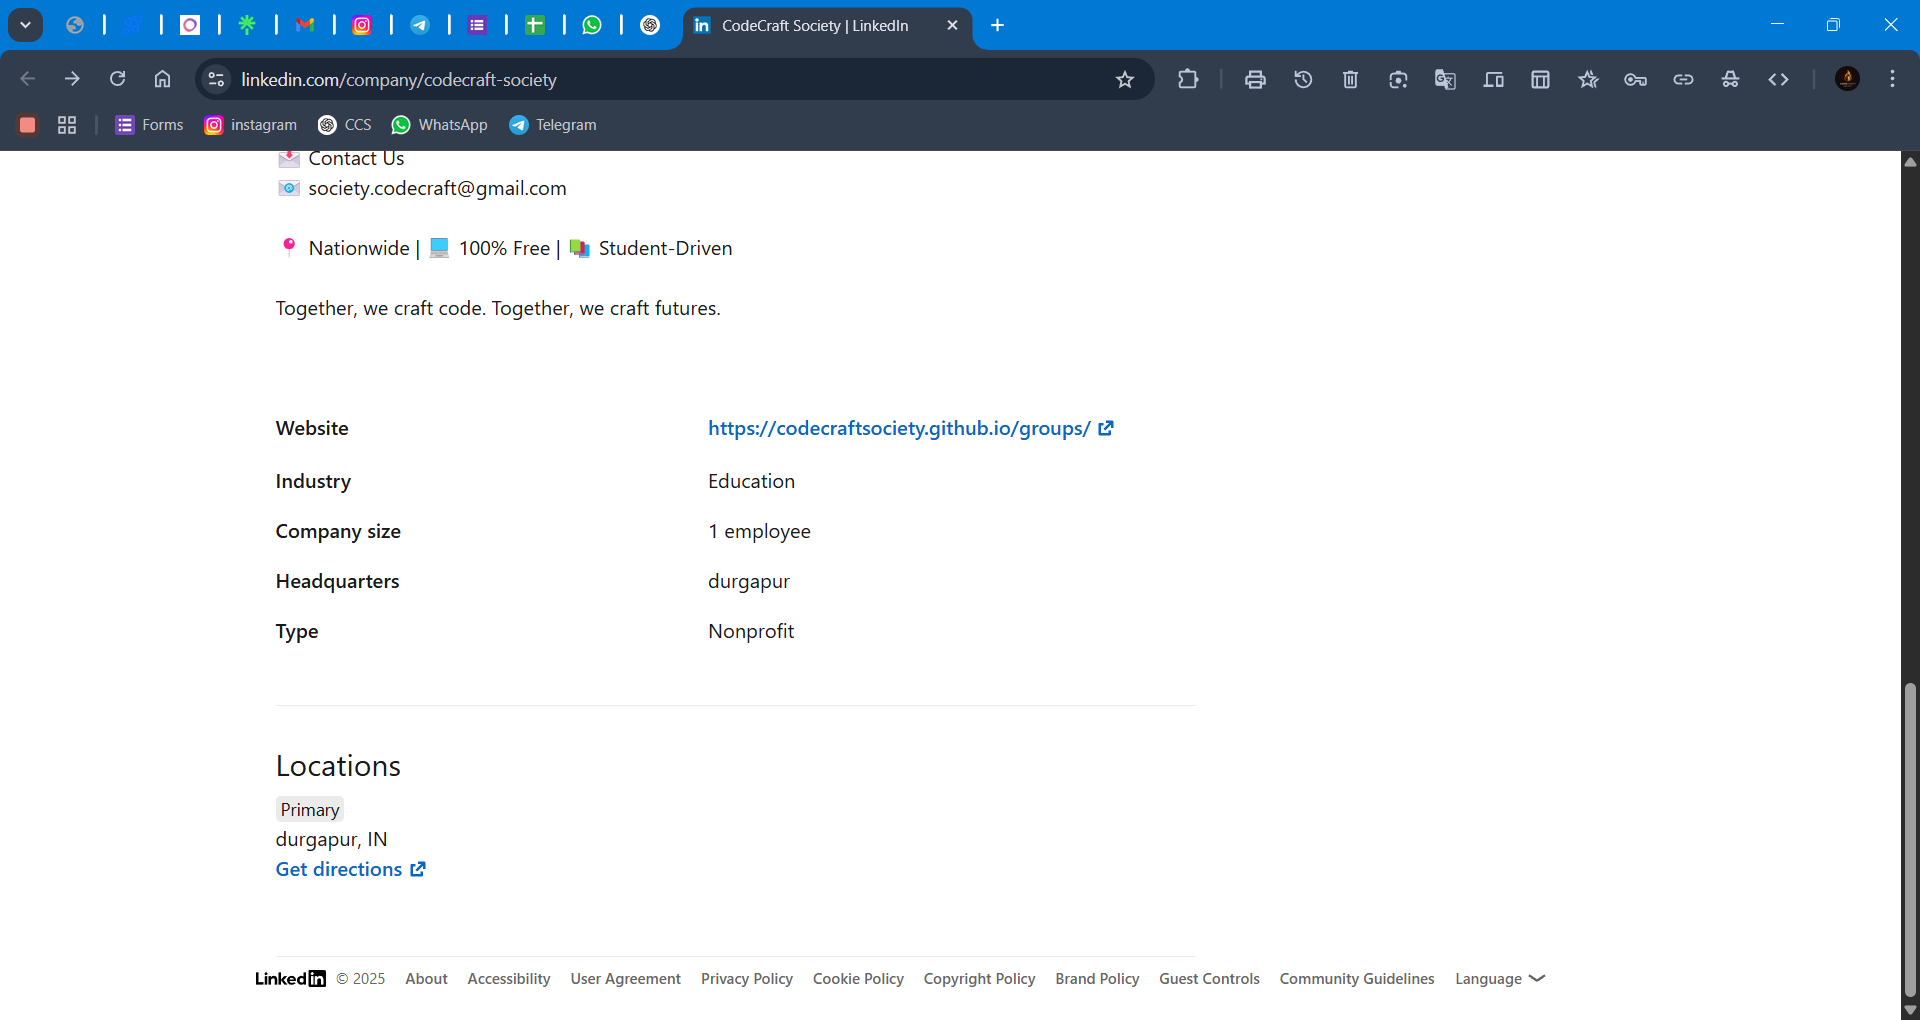 CodeCraft Society | LinkedIn
linkedin.com/company/codecraft-society
Forms instagram CCS WhatsApp Telegram
Contact Us
society.codecraft@gmail.com
Nationwide | 100% Free | Student-Driven
Together, we craft code. Together, we craft futures.
Website https://codecraftsociety.github.io/groups/
Industry Education
Company size 1 employee
Headquarters durgapur
Type Nonprofit
Locations
Primary
durgapur, IN
Get directions
LinkedIn © 2025 About Accessibility User Agreement Privacy Policy Cookie Policy Copyright Policy Brand Policy Guest Controls Community Guidelines Language